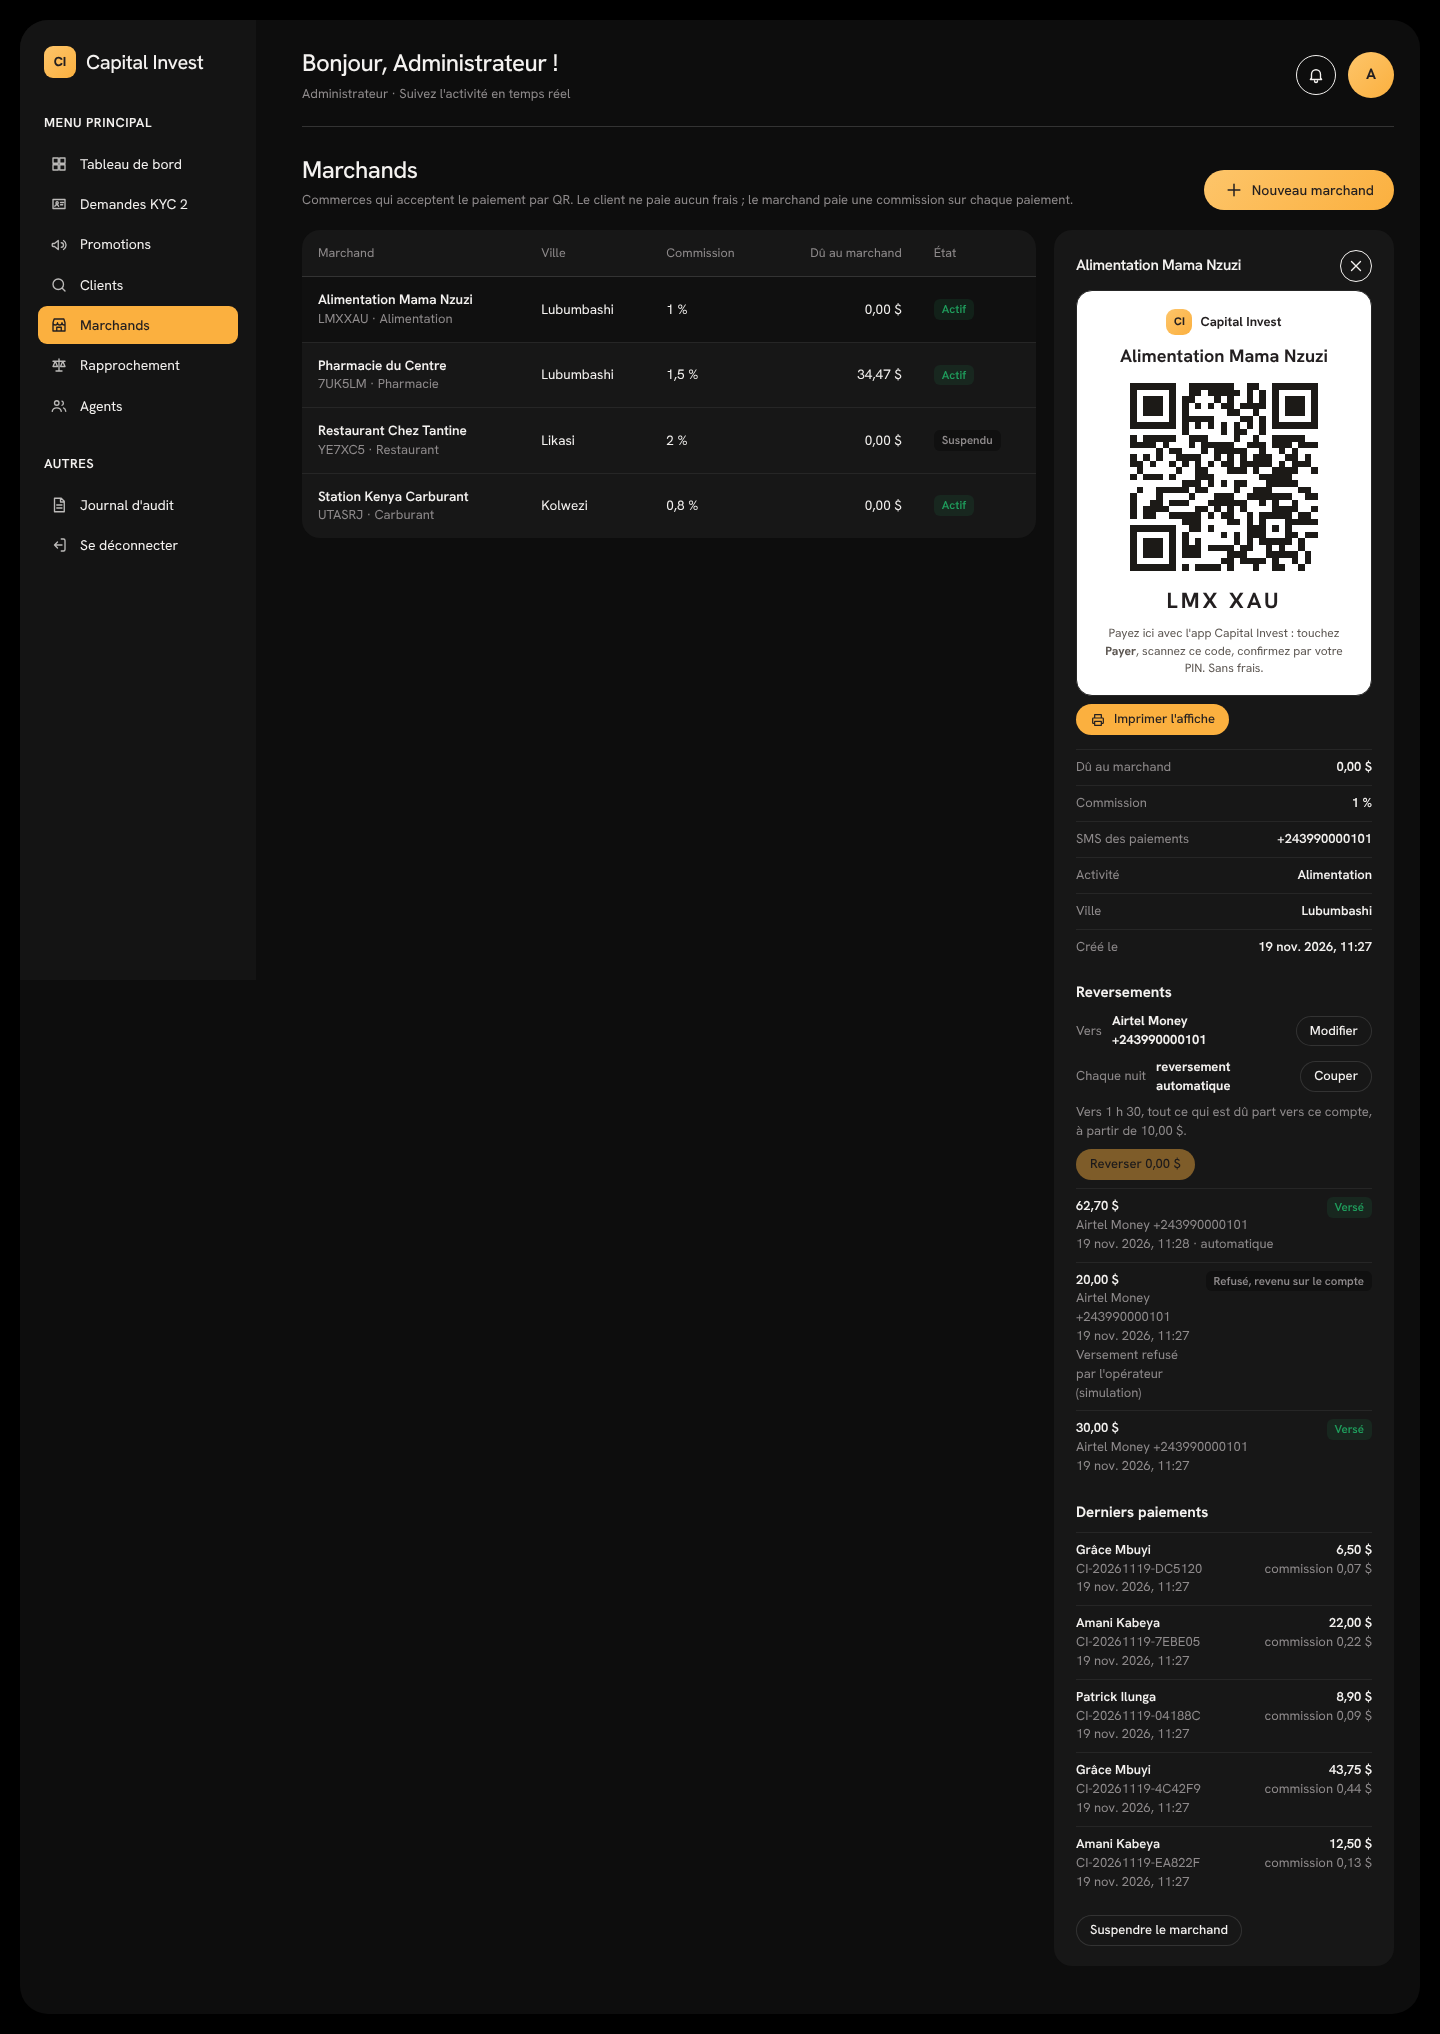 CI Capital Invest
MENU PRINCIPAL
Tableau de bord
Demandes KYC 2
Promotions
Clients
Marchands
Rapprochement
Agents
AUTRES
Journal d'audit
Se déconnecter
Bonjour, Administrateur !
Administrateur · Suivez l'activité en temps réel
A
Marchands
Commerces qui acceptent le paiement par QR. Le client ne paie aucun frais ; le marchand paie une commission sur chaque paiement.
Nouveau marchand
Marchand Ville Commission Dû au marchand État
Alimentation Mama Nzuzi
LMXXAU · Alimentation
Lubumbashi 1 % 0,00 $ Actif
Pharmacie du Centre
7UK5LM · Pharmacie
Lubumbashi 1,5 % 34,47 $ Actif
Restaurant Chez Tantine
YE7XC5 · Restaurant
Likasi 2 % 0,00 $ Suspendu
Station Kenya Carburant
UTASRJ · Carburant
Kolwezi 0,8 % 0,00 $ Actif
Alimentation Mama Nzuzi
CI Capital Invest
Alimentation Mama Nzuzi
LMX XAU
Payez ici avec l'app Capital Invest : touchez
Payer, scannez ce code, confirmez par votre
PIN. Sans frais.
Imprimer l'affiche
Dû au marchand 0,00 $
Commission 1 %
SMS des paiements +243990000101
Activité Alimentation
Ville Lubumbashi
Créé le 19 nov. 2026, 11:27
Reversements
Vers Airtel Money
+243990000101
Modifier
Chaque nuit reversement
automatique
Couper
Vers 1 h 30, tout ce qui est dû part vers ce compte,
à partir de 10,00 $.
Reverser 0,00 $
62,70 $ Versé
Airtel Money +243990000101
19 nov. 2026, 11:28 · automatique
20,00 $ Refusé, revenu sur le compte
Airtel Money
+243990000101
19 nov. 2026, 11:27
Versement refusé
par l'opérateur
(simulation)
30,00 $ Versé
Airtel Money +243990000101
19 nov. 2026, 11:27
Derniers paiements
Grâce Mbuyi 6,50 $
CI-20261119-DC5120 commission 0,07 $
19 nov. 2026, 11:27
Amani Kabeya 22,00 $
CI-20261119-7EBE05 commission 0,22 $
19 nov. 2026, 11:27
Patrick Ilunga 8,90 $
CI-20261119-04188C commission 0,09 $
19 nov. 2026, 11:27
Grâce Mbuyi 43,75 $
CI-20261119-4C42F9 commission 0,44 $
19 nov. 2026, 11:27
Amani Kabeya 12,50 $
CI-20261119-EA822F commission 0,13 $
19 nov. 2026, 11:27
Suspendre le marchand